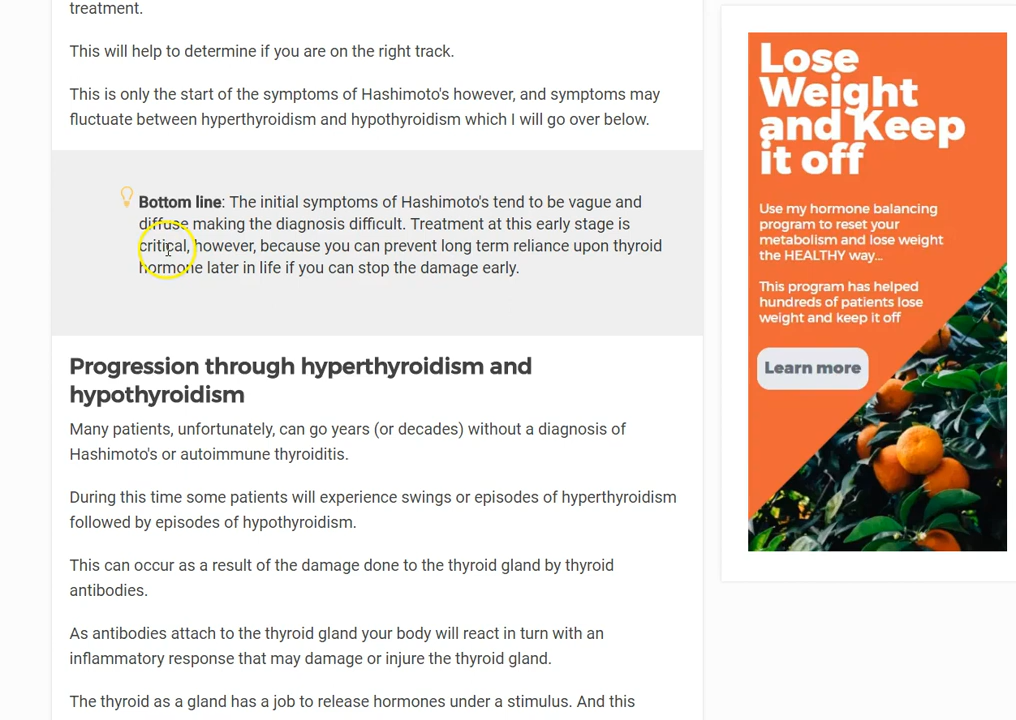 treatment.
This will help to determine if you are on the right track.
This is only the start of the symptoms of Hashimoto's however, and symptoms may
fluctuate between hyperthyroidism and hypothyroidism which I will go over below.
Bottom line: The initial symptoms of Hashimoto's tend to be vague and
diffuse making the diagnosis difficult. Treatment at this early stage is
critical, however, because you can prevent long term reliance upon thyroid
hormone later in life if you can stop the damage early.
Progression through hyperthyroidism and
hypothyroidism
Many patients, unfortunately, can go years (or decades) without a diagnosis of
Hashimoto's or autoimmune thyroiditis.
During this time some patients will experience swings or episodes of hyperthyroidism
followed by episodes of hypothyroidism.
This can occur as a result of the damage done to the thyroid gland by thyroid
antibodies.
As antibodies attach to the thyroid gland your body will react in turn with an
inflammatory response that may damage or injure the thyroid gland.
The thyroid as a gland has a job to release hormones under a stimulus. And this
Lose
Weight
and Keep
it off
Use my hormone balancing
program to reset your
metabolism and lose weight
the HEALTHY way...
This program has helped
hundreds of patients lose
weight and keep it off
Learn more